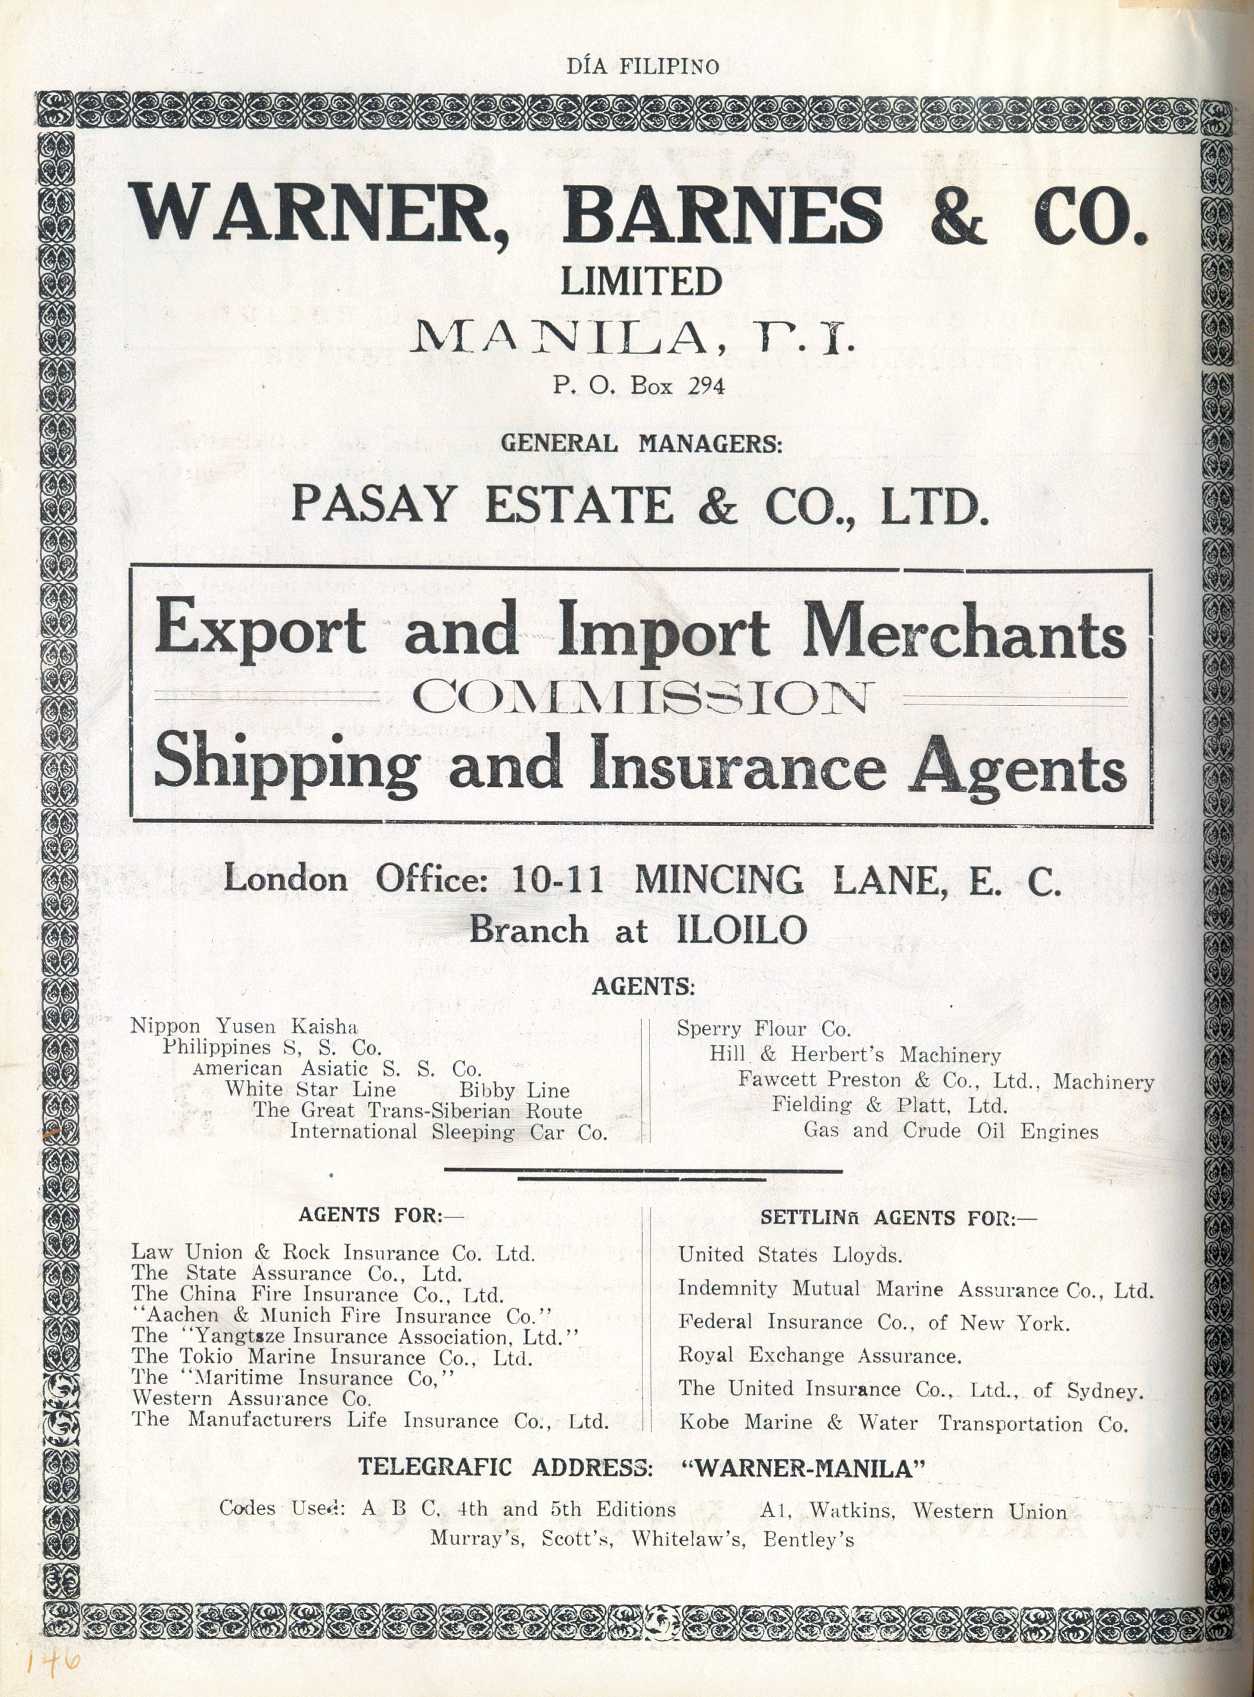 DÍA FILIPINO
WARNER, BARNES & CO.
LIMITED
MANILA, P. I.
P. O. Box 294
GENERAL MANAGERS:
PASAY ESTATE & CO., LTD.
Export and Import Merchants
COMMISSION
Shipping and Insurance Agents
London Office: 10-11 MINCING LANE, E. C.
Branch at ILOILO
AGENTS:
Nippon Yusen Kaisha
Philippines S, S. Co.
American Asiatic S. S. Co.
White Star Line Bibby Line
The Great Trans-Siberian Route
International Sleeping Car Co.
Sperry Flour Co.
Hill & Herbert's Machinery
Fawcett Preston & Co., Ltd., Machinery
Fielding & Platt, Ltd.
Gas and Crude Oil Engines
AGENTS FOR:—
Law Union & Rock Insurance Co. Ltd.
The State Assurance Co., Ltd.
The China Fire Insurance Co., Ltd.
"Aachen & Munich Fire Insurance Co."
The "Yangtsze Insurance Association, Ltd."
The Tokio Marine Insurance Co., Ltd.
The "Maritime Insurance Co,"
Western Assurance Co.
The Manufacturers Life Insurance Co., Ltd.
SETTLINñ AGENTS FOR:—
United States Lloyds.
Indemnity Mutual Marine Assurance Co., Ltd.
Federal Insurance Co., of New York.
Royal Exchange Assurance.
The United Insurance Co., Ltd., of Sydney.
Kobe Marine & Water Transportation Co.
TELEGRAFIC ADDRESS: "WARNER-MANILA"
Codes Used: A B C, 4th and 5th Editions A1, Watkins, Western Union
Murray's, Scott's, Whitelaw's, Bentley's
146